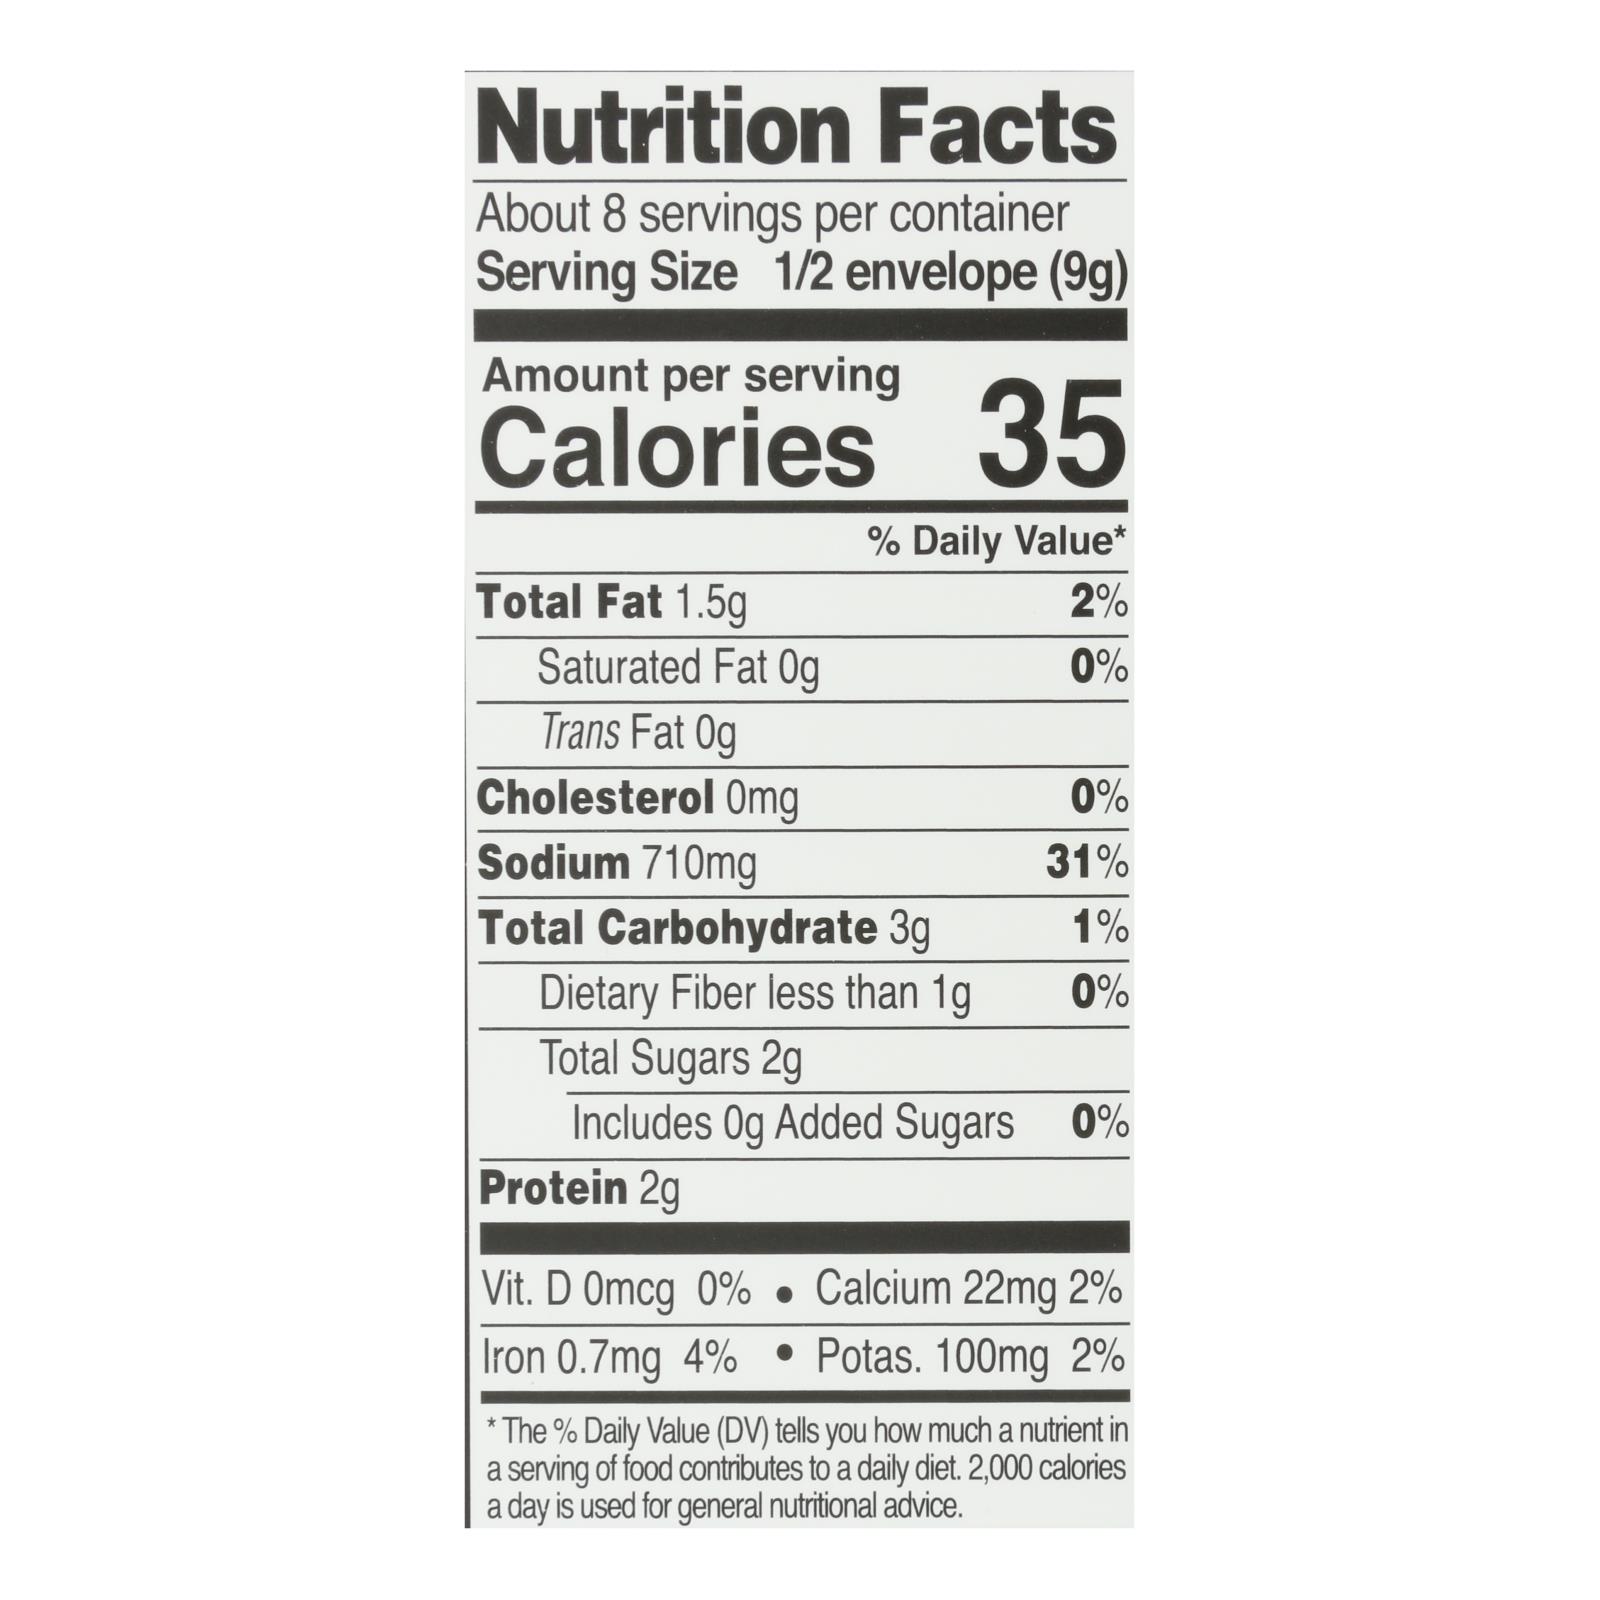 Nutrition Facts
About 8 servings per container
Serving Size 1/2 envelope (9g)
Amount per serving
Calories 35
% Daily Value*
Total Fat 1.5g 2%
Saturated Fat 0g 0%
Trans Fat 0g
Cholesterol 0mg 0%
Sodium 710mg 31%
Total Carbohydrate 3g 1%
Dietary Fiber less than 1g 0%
Total Sugars 2g
Includes 0g Added Sugars 0%
Protein 2g
Vit. D 0mcg 0% • Calcium 22mg 2%
Iron 0.7mg 4% • Potas. 100mg 2%
* The % Daily Value (DV) tells you how much a nutrient in
a serving of food contributes to a daily diet. 2,000 calories
a day is used for general nutritional advice.